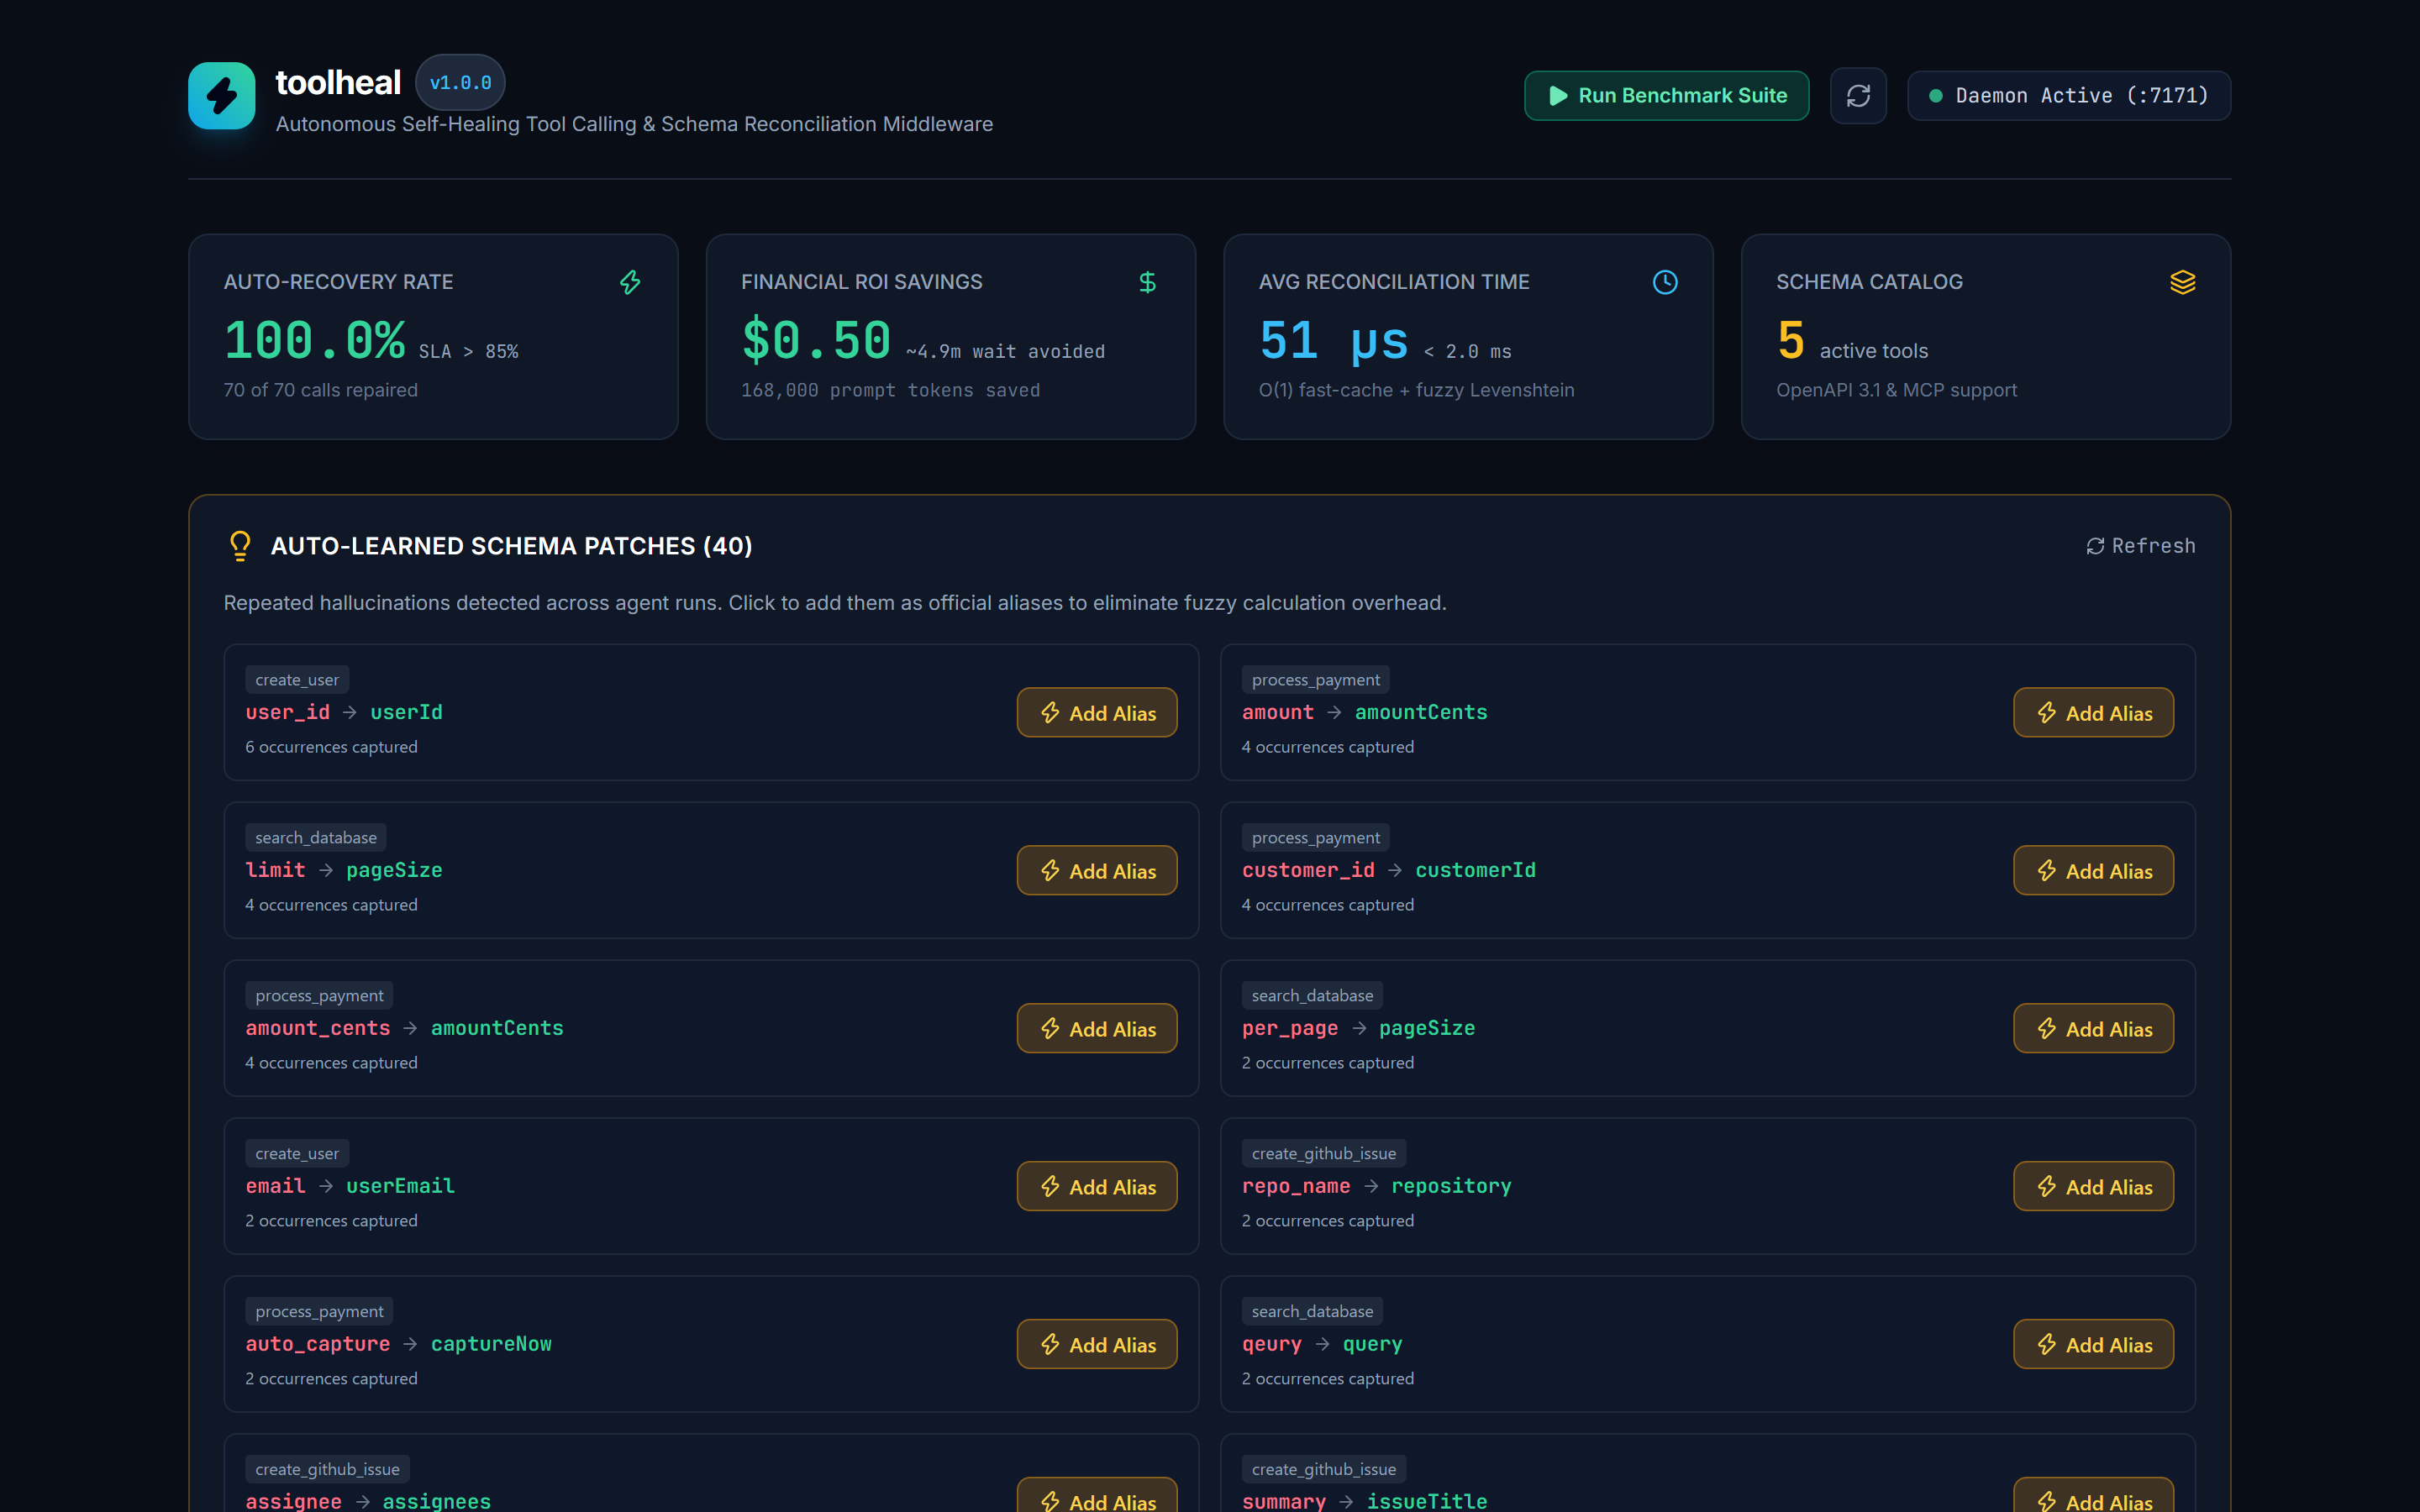 toolheal v1.0.0
Autonomous Self-Healing Tool Calling & Schema Reconciliation Middleware
Run Benchmark Suite
Daemon Active (:7171)
AUTO-RECOVERY RATE
100.0% SLA > 85%
70 of 70 calls repaired
FINANCIAL ROI SAVINGS
$0.50 ~4.9m wait avoided
168,000 prompt tokens saved
AVG RECONCILIATION TIME
51 µs < 2.0 ms
O(1) fast-cache + fuzzy Levenshtein
SCHEMA CATALOG
5 active tools
OpenAPI 3.1 & MCP support
AUTO-LEARNED SCHEMA PATCHES (40)
Refresh
Repeated hallucinations detected across agent runs. Click to add them as official aliases to eliminate fuzzy calculation overhead.
create_user
user_id → userId
6 occurrences captured
Add Alias
process_payment
amount → amountCents
4 occurrences captured
Add Alias
search_database
limit → pageSize
4 occurrences captured
Add Alias
process_payment
customer_id → customerId
4 occurrences captured
Add Alias
process_payment
amount_cents → amountCents
4 occurrences captured
Add Alias
search_database
per_page → pageSize
2 occurrences captured
Add Alias
create_user
email → userEmail
2 occurrences captured
Add Alias
create_github_issue
repo_name → repository
2 occurrences captured
Add Alias
process_payment
auto_capture → captureNow
2 occurrences captured
Add Alias
search_database
qeury → query
2 occurrences captured
Add Alias
create_github_issue
assignee → assignees
Add Alias
create_github_issue
summary → issueTitle
Add Alias